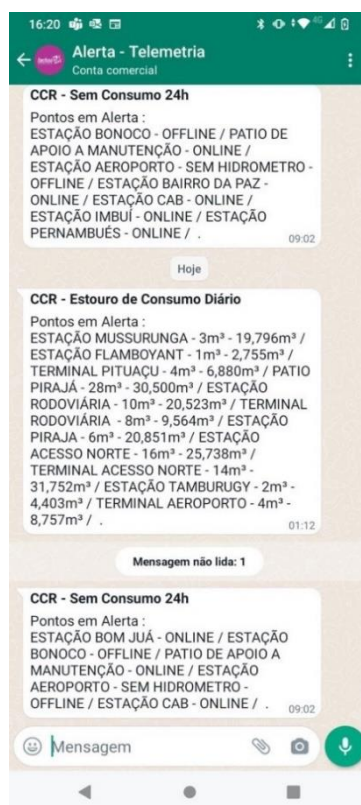 16:20
4G
Alerta - Telemetria
Conta comercial
CCR - Sem Consumo 24h
Pontos em Alerta :
ESTAÇÃO BONOCO - OFFLINE / PATIO DE
APOIO A MANUTENÇÃO - ONLINE /
ESTAÇÃO AEROPORTO - SEM HIDROMETRO -
OFFLINE / ESTAÇÃO BAIRRO DA PAZ -
ONLINE / ESTAÇÃO CAB - ONLINE /
ESTAÇÃO IMBUÍ - ONLINE / ESTAÇÃO
PERNAMBUÉS - ONLINE / .
09:02
Hoje
CCR - Estouro de Consumo Diário
Pontos em Alerta :
ESTAÇÃO MUSSURUNGA - 3m³ - 19,796m³ /
ESTAÇÃO FLAMBOYANT - 1m³ - 2,755m³ /
TERMINAL PITUAÇU - 4m³ - 6,880m³ / PATIO
PIRAJÁ - 28m³ - 30,500m³ / ESTAÇÃO
RODOVIÁRIA - 10m³ - 20,523m³ / TERMINAL
RODOVIÁRIA - 8m³ - 9,564m³ / ESTAÇÃO
PIRAJA - 6m³ - 20,851m³ / ESTAÇÃO
ACESSO NORTE - 16m³ - 25,738m³ /
TERMINAL ACESSO NORTE - 14m³ -
31,752m³ / ESTAÇÃO TAMBURUGY - 2m³ -
4,403m³ / TERMINAL AEROPORTO - 4m³ -
8,757m³ / .
01:12
Mensagem não lida: 1
CCR - Sem Consumo 24h
Pontos em Alerta :
ESTAÇÃO BOM JUÁ - ONLINE / ESTAÇÃO
BONOCO - OFFLINE / PATIO DE APOIO A
MANUTENÇÃO - ONLINE / ESTAÇÃO
AEROPORTO - SEM HIDROMETRO -
OFFLINE / ESTAÇÃO CAB - ONLINE / .
09:02
Mensagem